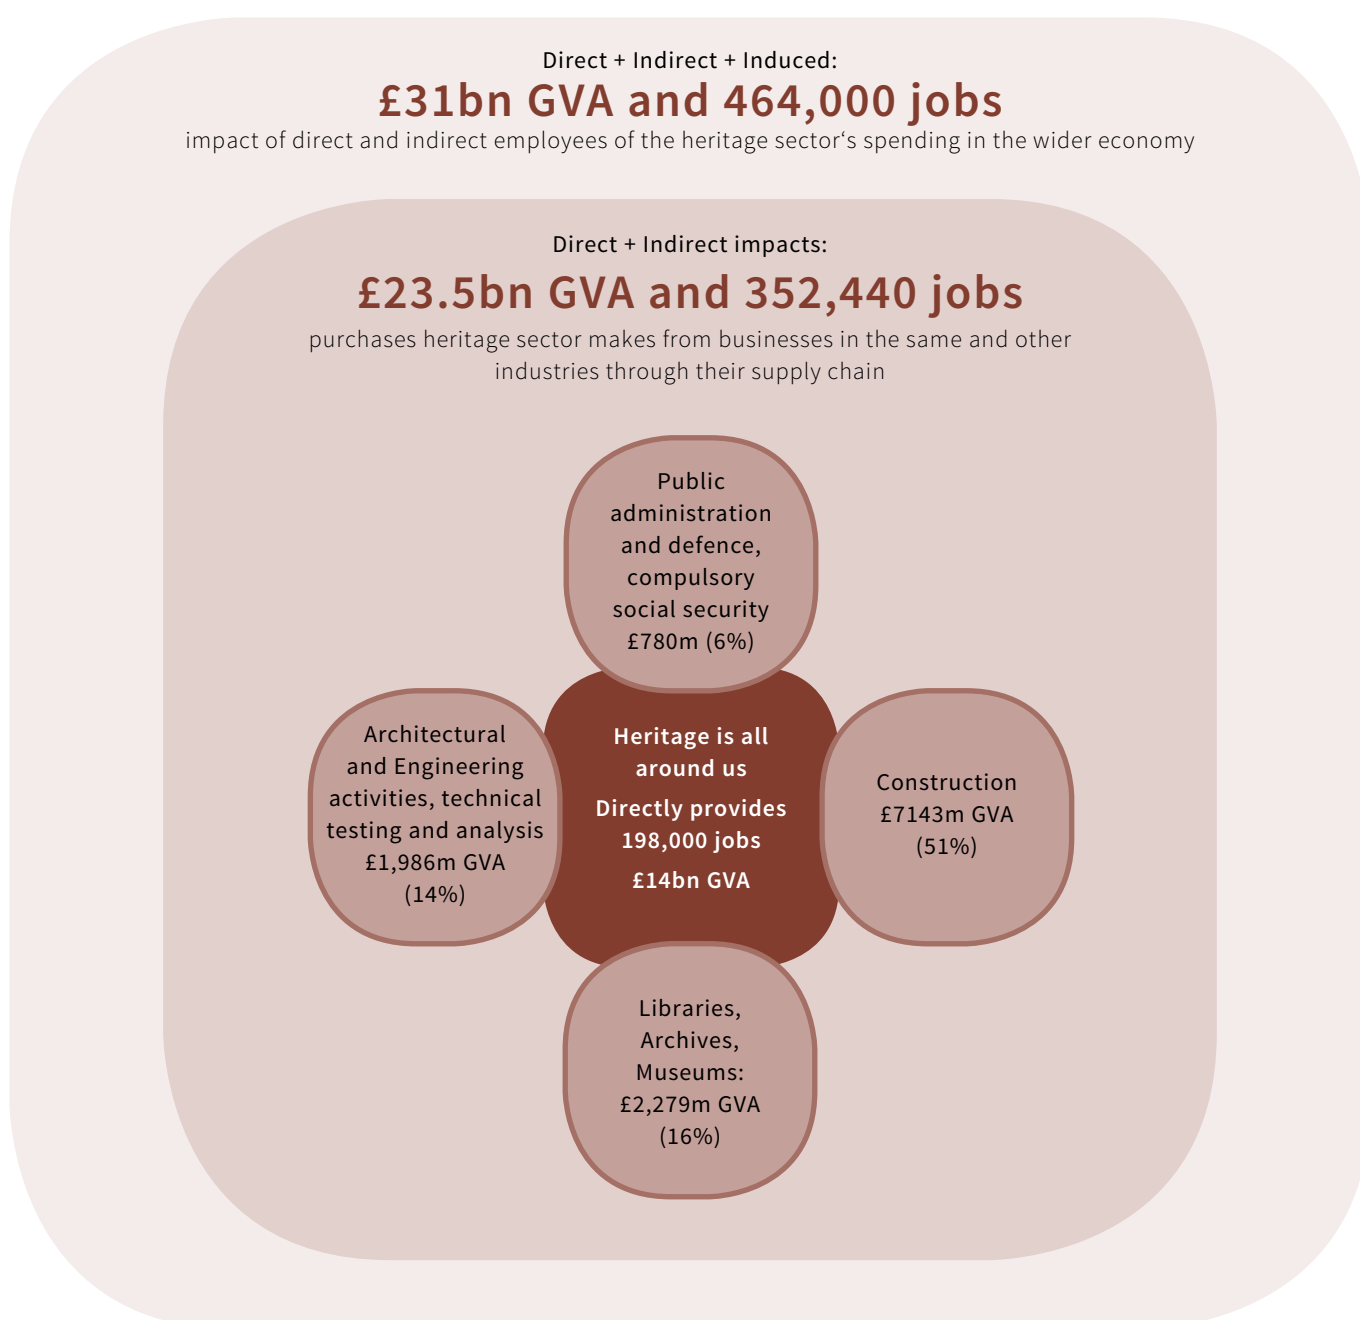 Direct + Indirect + Induced:
£31bn GVA and 464,000 jobs
impact of direct and indirect employees of the heritage sector‘s spending in the wider economy
Direct + Indirect impacts:
£23.5bn GVA and 352,440 jobs
purchases heritage sector makes from businesses in the same and other
industries through their supply chain
Public
administration
and defence,
compulsory
social security
£780m (6%)
Architectural
and Engineering
activities, technical
testing and analysis
£1,986m GVA
(14%)
Heritage is all
around us
Directly provides
198,000 jobs
£14bn GVA
Construction
£7143m GVA
(51%)
Libraries,
Archives,
Museums:
£2,279m GVA
(16%)